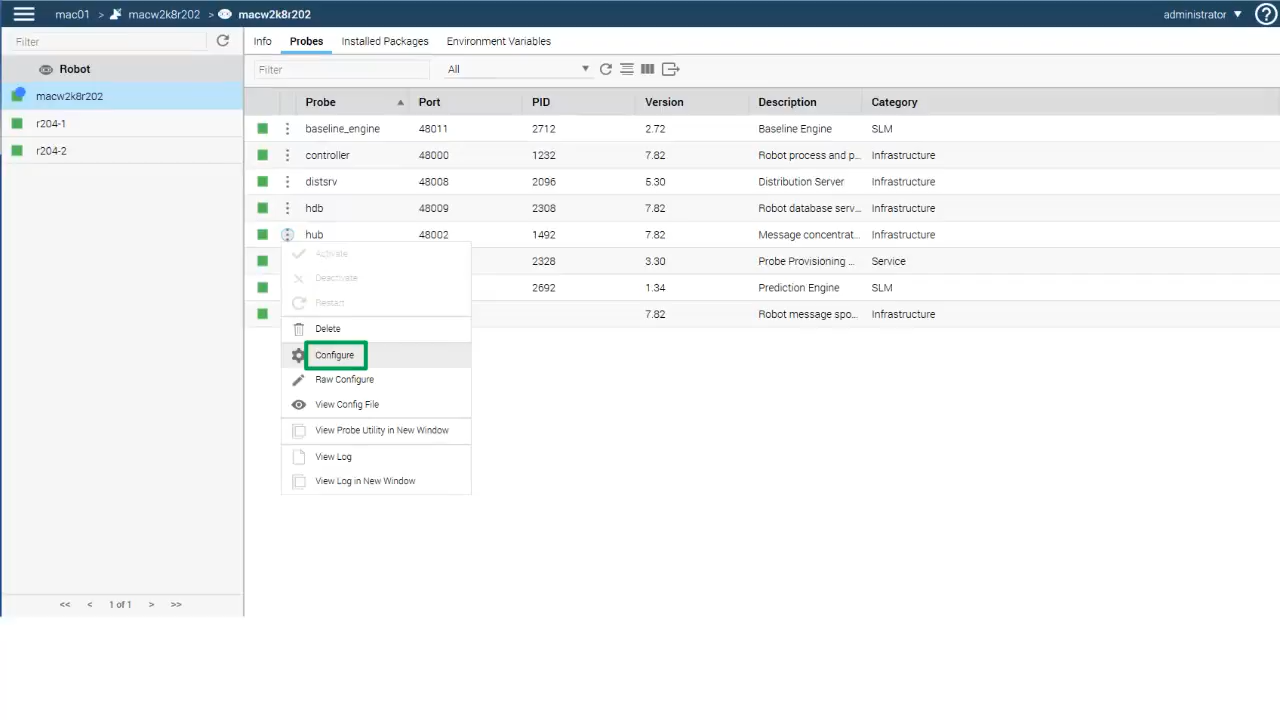 mac01 > macw2k8r202 > macw2k8r202 administrator ?
Filter
Robot
macw2k8r202
r204-1
r204-2
<< < 1 of 1 > >>
Info Probes Installed Packages Environment Variables
Filter All
Probe Port PID Version Description Category
baseline_engine 48011 2712 2.72 Baseline Engine SLM
controller 48000 1232 7.82 Robot process and p... Infrastructure
distsrv 48008 2096 5.30 Distribution Server Infrastructure
hdb 48009 2308 7.82 Robot database serv... Infrastructure
hub 48002 1492 7.82 Message concentrat... Infrastructure
2328 3.30 Probe Provisioning ... Service
2692 1.34 Prediction Engine SLM
7.82 Robot message spo... Infrastructure
Activate
Deactivate
Restart
Delete
Configure
Raw Configure
View Config File
View Probe Utility in New Window
View Log
View Log in New Window